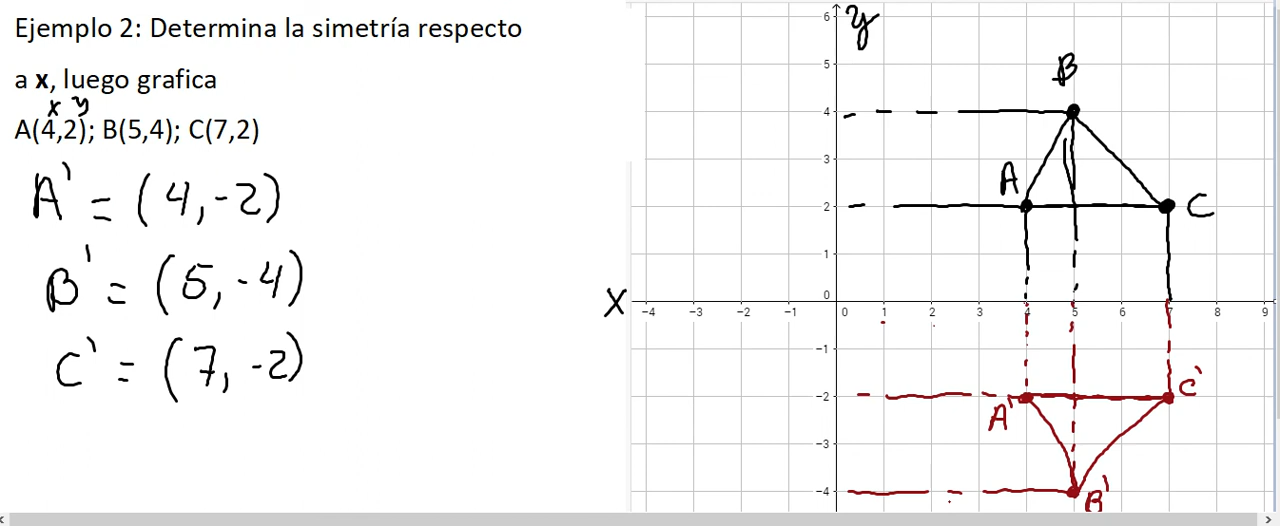 Ejemplo 2: Determina la simetría respecto
a x, luego grafica
x y
A(4,2); B(5,4); C(7,2)
A' = (4,-2)
B' = (5,-4)
C' = (7,-2)
y
6
5
B
4
3
A
2
C
1
0
X
-4 -3 -2 -1 0 1 2 3 4 5 6 7 8 9
-1
-2
A'
C'
-3
-4
B'